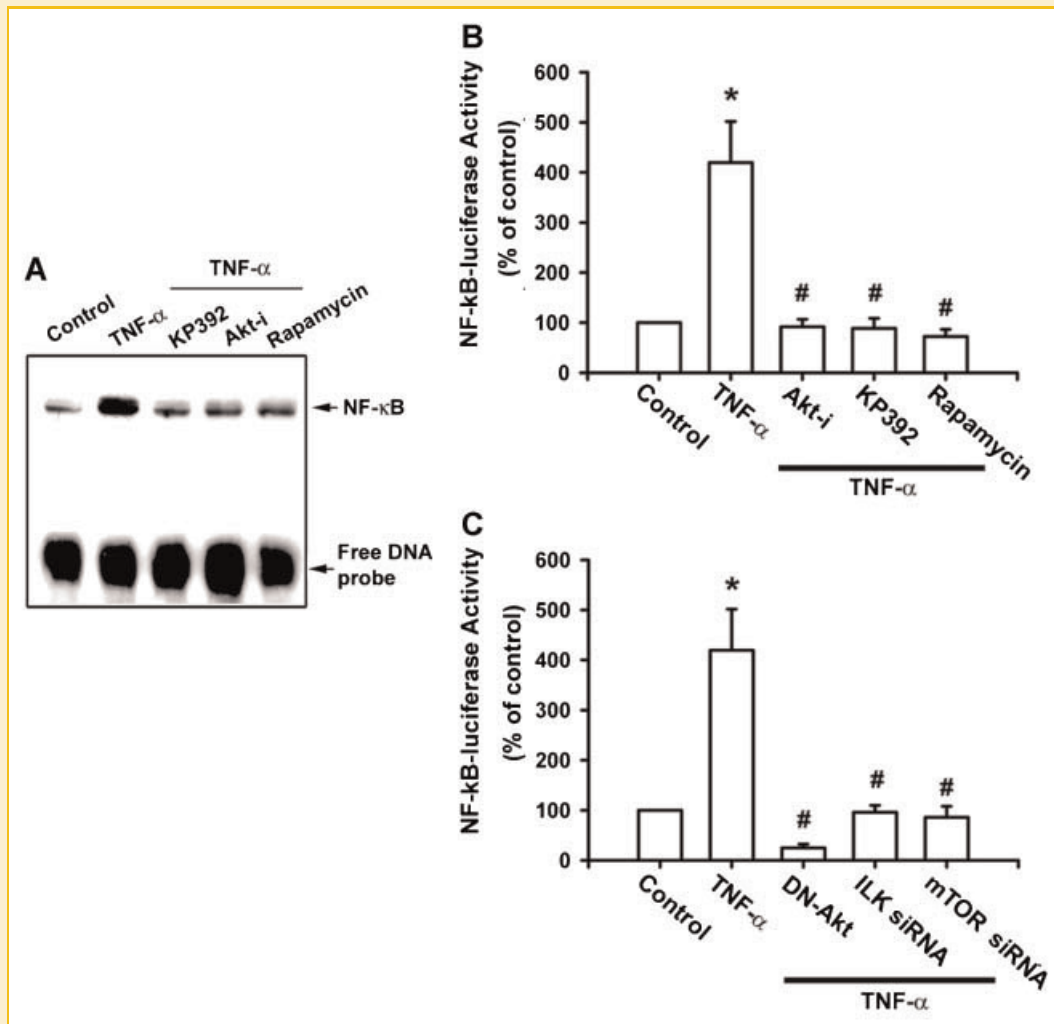 A
TNF-α
Control
TNF-α
KP392
Akt-i
Rapamycin
NF-κB
Free DNA
probe
B
NF-kB-luciferase Activity
(% of control)
600
500
400
300
200
100
0
*
#
#
#
Control
TNF-α
Akt-i
KP392
Rapamycin
TNF-α
C
NF-kB-luciferase Activity
(% of control)
600
500
400
300
200
100
0
*
#
#
#
Control
TNF-α
DN-Akt
ILK siRNA
mTOR siRNA
TNF-α